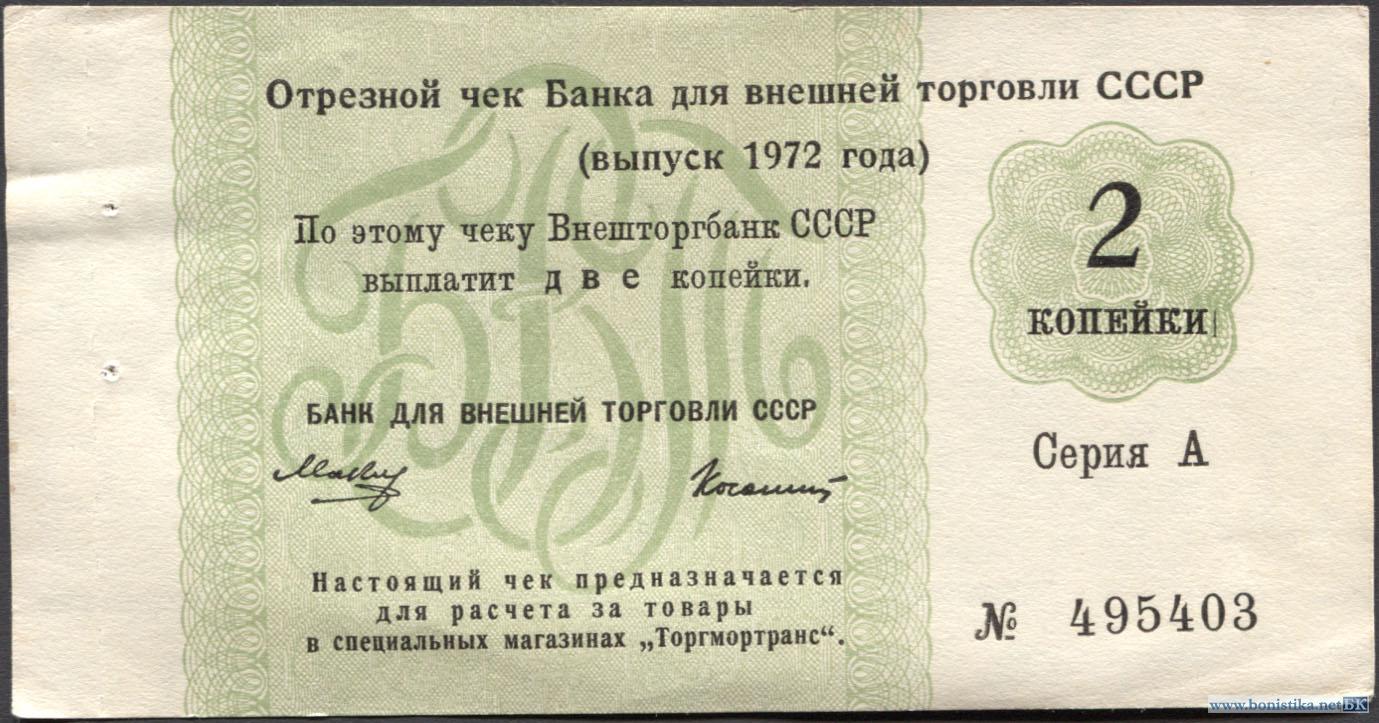 Отрезной чек Банка для внешней торговли СССР
(выпуск 1972 года)
По этому чеку Внешторгбанк СССР
выплатит две копейки.
2
КОПЕЙКИ
БАНК ДЛЯ ВНЕШНЕЙ ТОРГОВЛИ СССР
Серия А
Настоящий чек предназначается
для расчета за товары
в специальных магазинах „Торгмортранс“.
№ 495403
www.bonistika.net БК